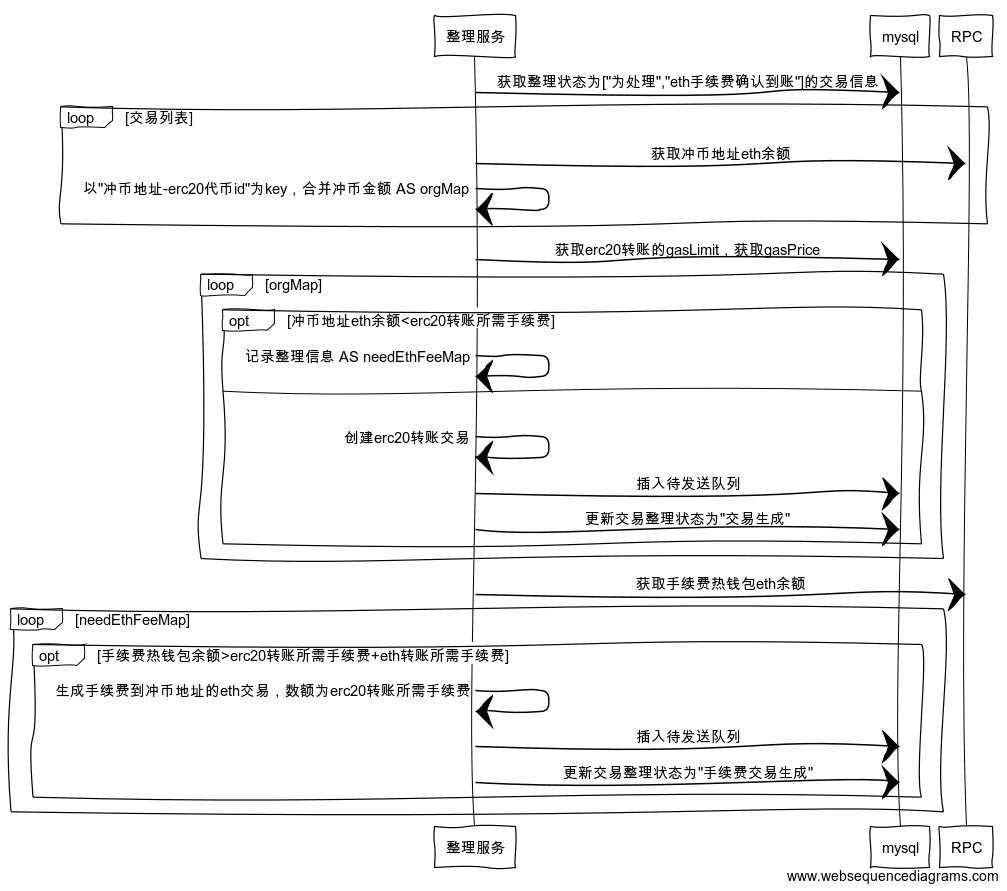 整理服务
mysql
RPC
获取整理状态为["为处理","eth手续费确认到账"]的交易信息
loop
[交易列表]
获取冲币地址eth余额
以"冲币地址-erc20代币id"为key，合并冲币金额 AS orgMap
获取erc20转账的gasLimit，获取gasPrice
loop
[orgMap]
opt
[冲币地址eth余额<erc20转账所需手续费]
记录整理信息 AS needEthFeeMap
创建erc20转账交易
插入待发送队列
更新交易整理状态为"交易生成"
获取手续费热钱包eth余额
loop
[needEthFeeMap]
opt
[手续费热钱包余额>erc20转账所需手续费+eth转账所需手续费]
生成手续费到冲币地址的eth交易，数额为erc20转账所需手续费
插入待发送队列
更新交易整理状态为"手续费交易生成"
整理服务
mysql
RPC
www.websequencediagrams.com